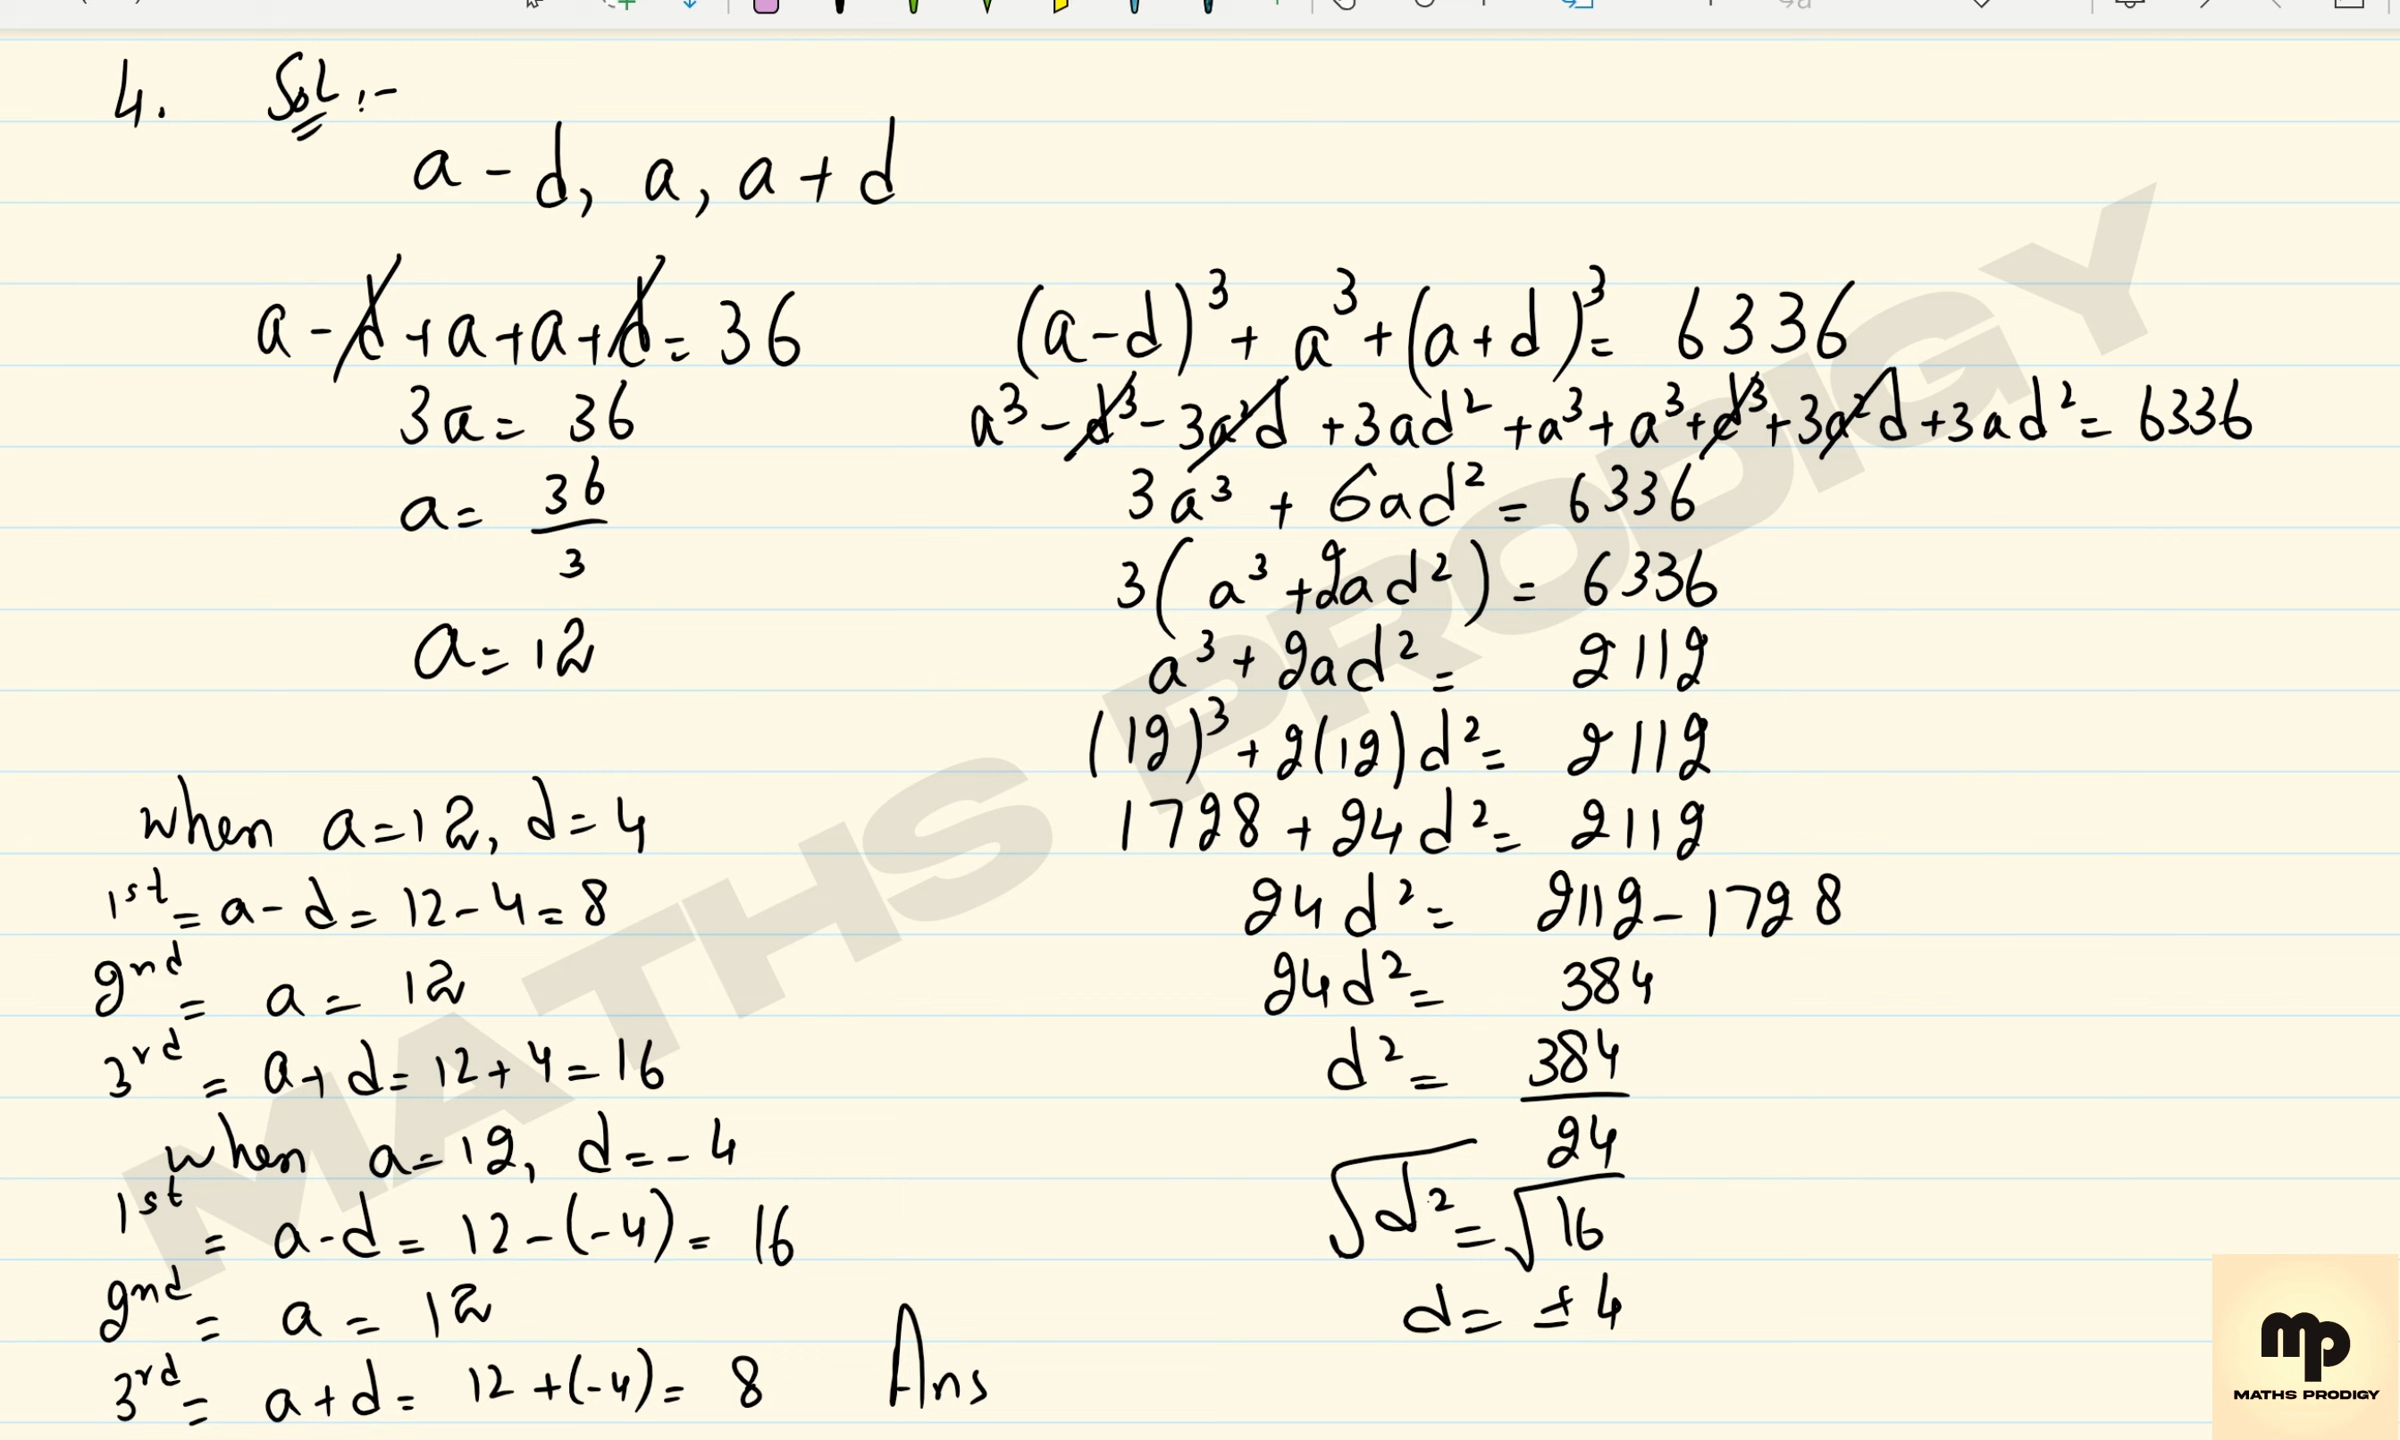 4. Sol :-
a - d, a, a + d
a - d + a + a + d = 36
3a = 36
a = 36/3
a = 12
(a-d)³ + a³ + (a+d)³ = 6336
a³ - d³ - 3a²d + 3ad² + a³ + a³ + d³ + 3a²d + 3ad² = 6336
3a³ + 6ad² = 6336
3(a³ + 2ad²) = 6336
a³ + 2ad² = 2112
(12)³ + 2(12)d² = 2112
1728 + 24d² = 2112
24d² = 2112 - 1728
24d² = 384
d² = 384/24
√d² = √16
d = ±4
when a=12, d=4
1st = a - d = 12 - 4 = 8
2nd = a = 12
3rd = a + d = 12 + 4 = 16
when a=12, d=-4
1st = a-d = 12-(-4) = 16
2nd = a = 12
3rd = a + d = 12 + (-4) = 8 Ans
MATHS PRODIGY
mp
MATHS PRODIGY